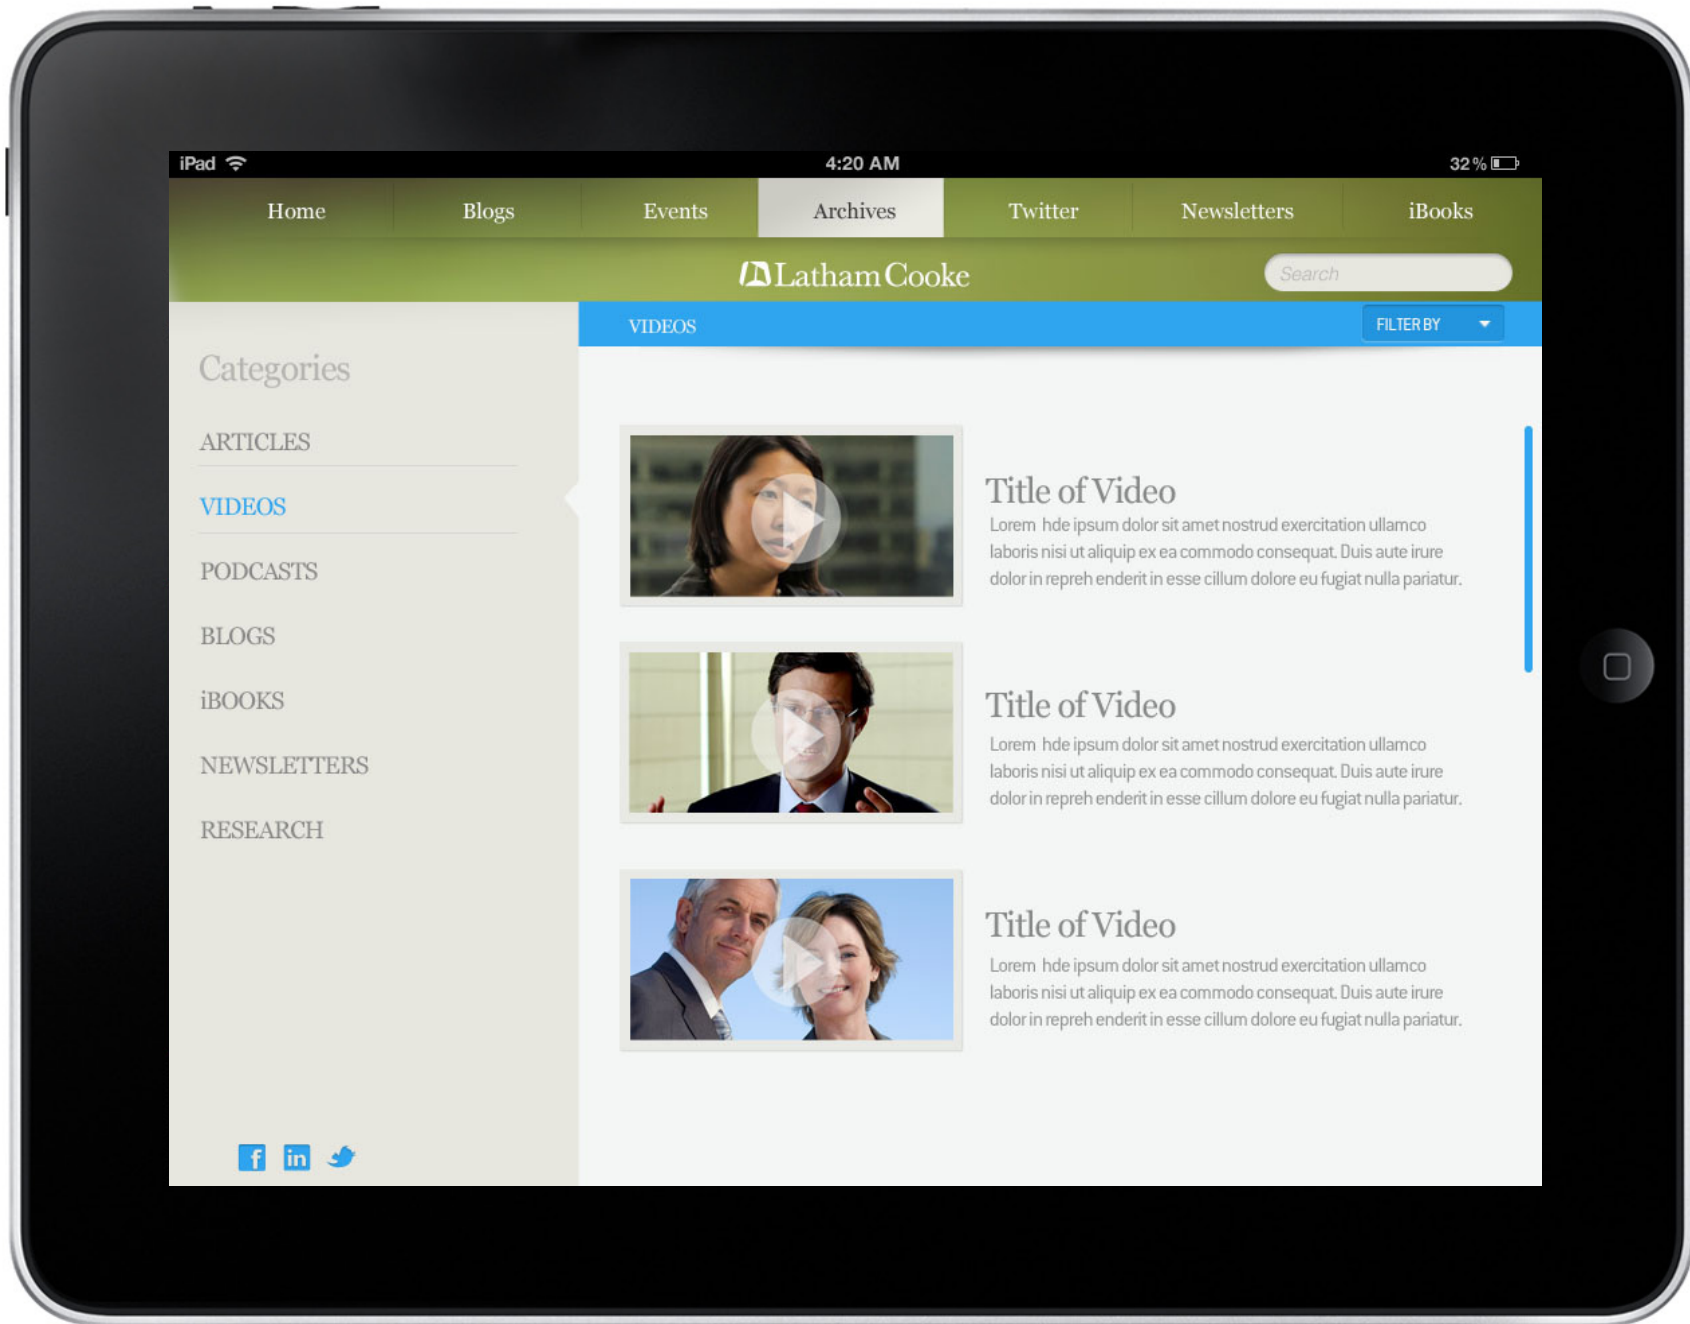 iPad 4:20 AM 32%
Home Blogs Events Archives Twitter Newsletters iBooks
Latham Cooke
Search
VIDEOS FILTER BY
Categories
ARTICLES
VIDEOS
PODCASTS
BLOGS
iBOOKS
NEWSLETTERS
RESEARCH
Title of Video
Lorem hde ipsum dolor sit amet nostrud exercitation ullamco
laboris nisi ut aliquip ex ea commodo consequat. Duis aute irure
dolor in repreh enderit in esse cillum dolore eu fugiat nulla pariatur.
Title of Video
Lorem hde ipsum dolor sit amet nostrud exercitation ullamco
laboris nisi ut aliquip ex ea commodo consequat. Duis aute irure
dolor in repreh enderit in esse cillum dolore eu fugiat nulla pariatur.
Title of Video
Lorem hde ipsum dolor sit amet nostrud exercitation ullamco
laboris nisi ut aliquip ex ea commodo consequat. Duis aute irure
dolor in repreh enderit in esse cillum dolore eu fugiat nulla pariatur.
f in